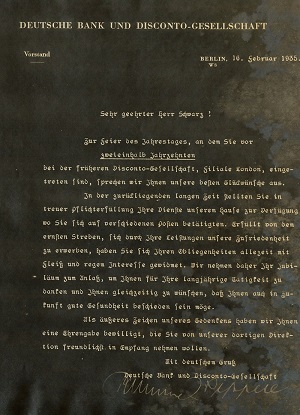 DEUTSCHE BANK UND DISCONTO-GESELLSCHAFT
Vorstand
BERLIN, 16. Februar 1935.
W8
Sehr geehrter Herr Schwarz!
Zur Feier des Jahrestages, an dem Sie vor
zweieinhalb Jahrzehnten
bei der früheren Disconto-Gesellschaft, Filiale London, einge-
treten sind, sprechen wir Ihnen unsere besten Glückwünsche aus.
In der zurückliegenden langen Zeit stellten Sie in
treuer Pflichterfüllung Ihre Dienste unserem Hause zur Verfügung
wo Sie sich auf verschiedenen Posten betätigten. Erfüllt von dem
ernsten Streben, sich durch Ihre Leistungen unsere Zufriedenheit
zu erwerben, haben Sie sich Ihren Obliegenheiten allezeit mit
Fleiß und regem Interesse gewidmet. Wir nehmen daher Ihr Jubi-
läum zum Anlaß, um Ihnen für Ihre langjährige Tätigkeit zu
danken und Ihnen gleichzeitig zu wünschen, daß Ihnen auch in Zu-
kunft gute Gesundheit beschieden sein möge.
Als äußeres Zeichen unseres Gedenkens haben wir Ihnen
eine Ehrengabe bewilligt, die Sie von unserer dortigen Direk-
tion freundlichst in Empfang nehmen wollen.
Mit deutschem Gruß
Deutsche Bank und Disconto-Gesellschaft